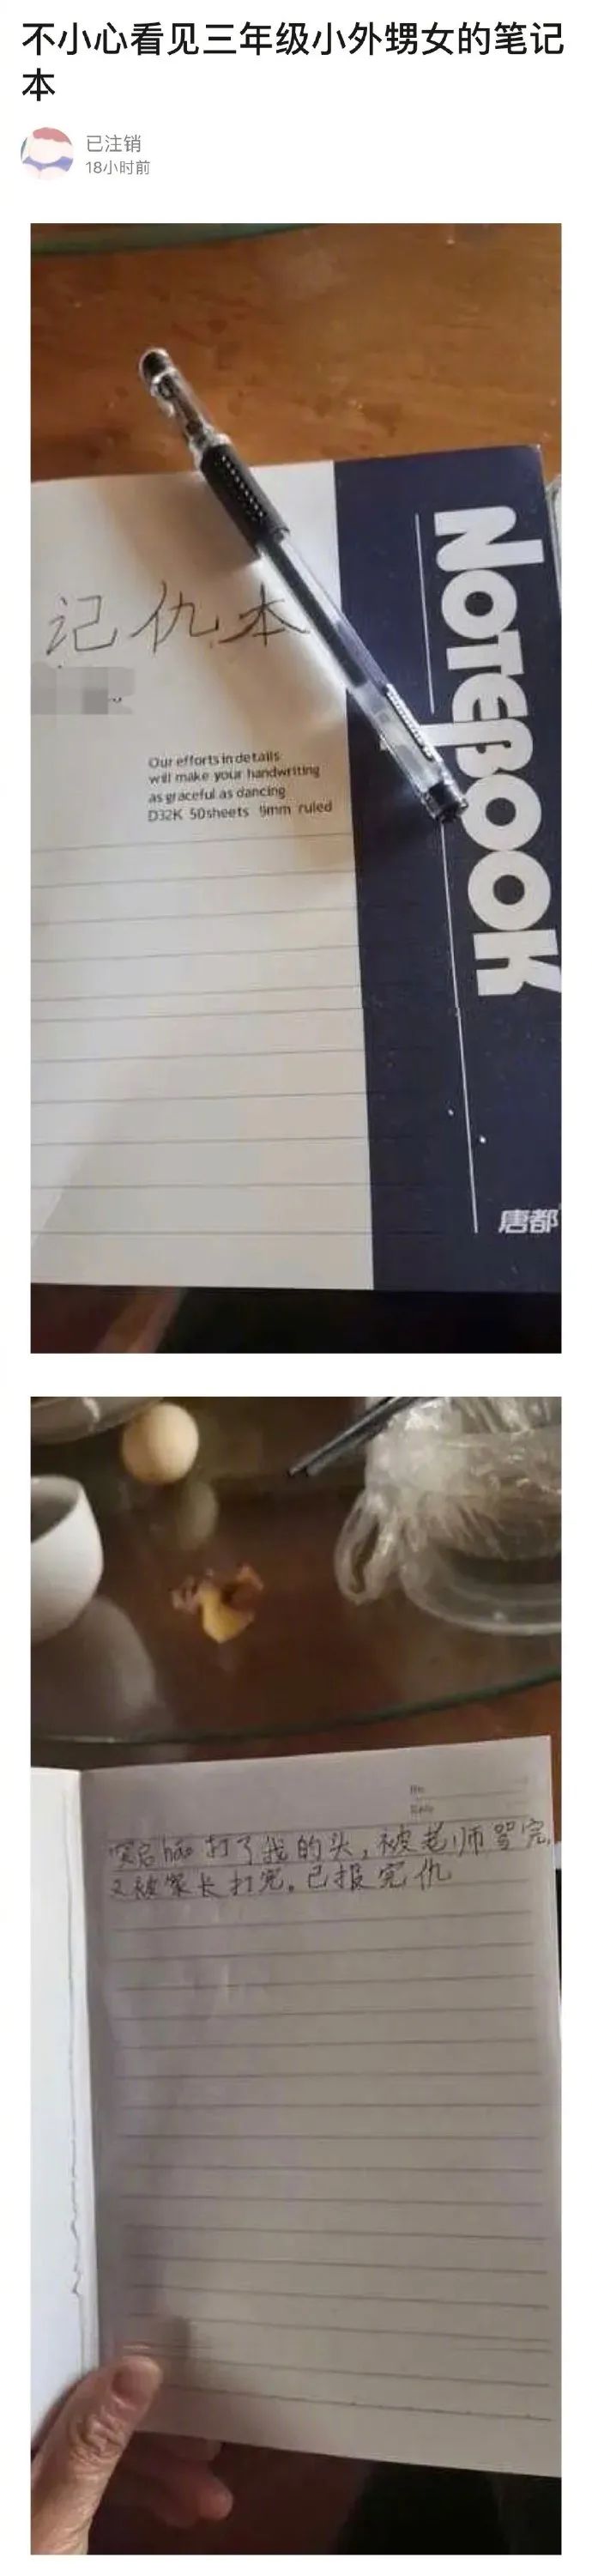 不小心看见三年级小外甥女的笔记
本
已注销
18小时前
记仇本
NOTEBOOK
Our efforts in details
will make your handwriting
as graceful as dancing
D32K 50sheets 9mm ruled
唐都
No.
Date
hao 打了我的头，被老师骂完，
又被家长打完。已报完仇